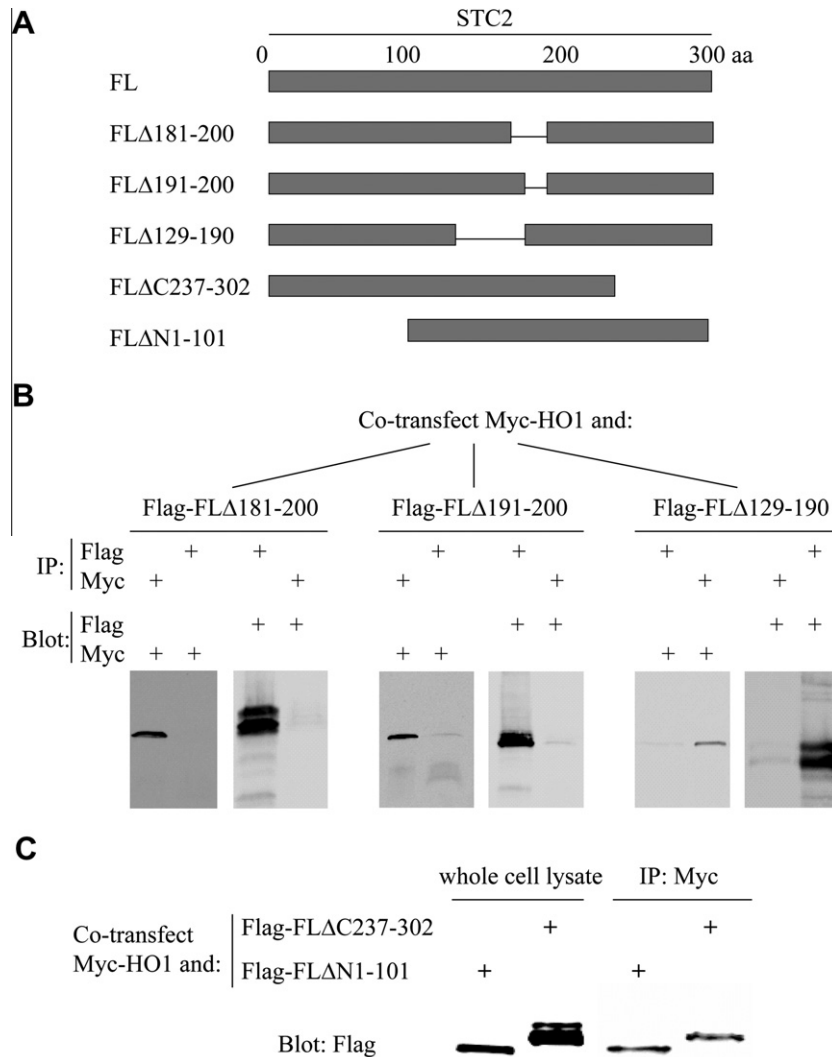 A
STC2
0 100 200 300 aa
FL
FLΔ181-200
FLΔ191-200
FLΔ129-190
FLΔC237-302
FLΔN1-101
B
Co-transfect Myc-HO1 and:
Flag-FLΔ181-200 Flag-FLΔ191-200 Flag-FLΔ129-190
IP: Flag + + + + + +
Myc + + + + + +
Blot: Flag + + + + + +
Myc + + + + + +
C
whole cell lysate IP: Myc
Co-transfect Myc-HO1 and:
Flag-FLΔC237-302 + +
Flag-FLΔN1-101 + +
Blot: Flag